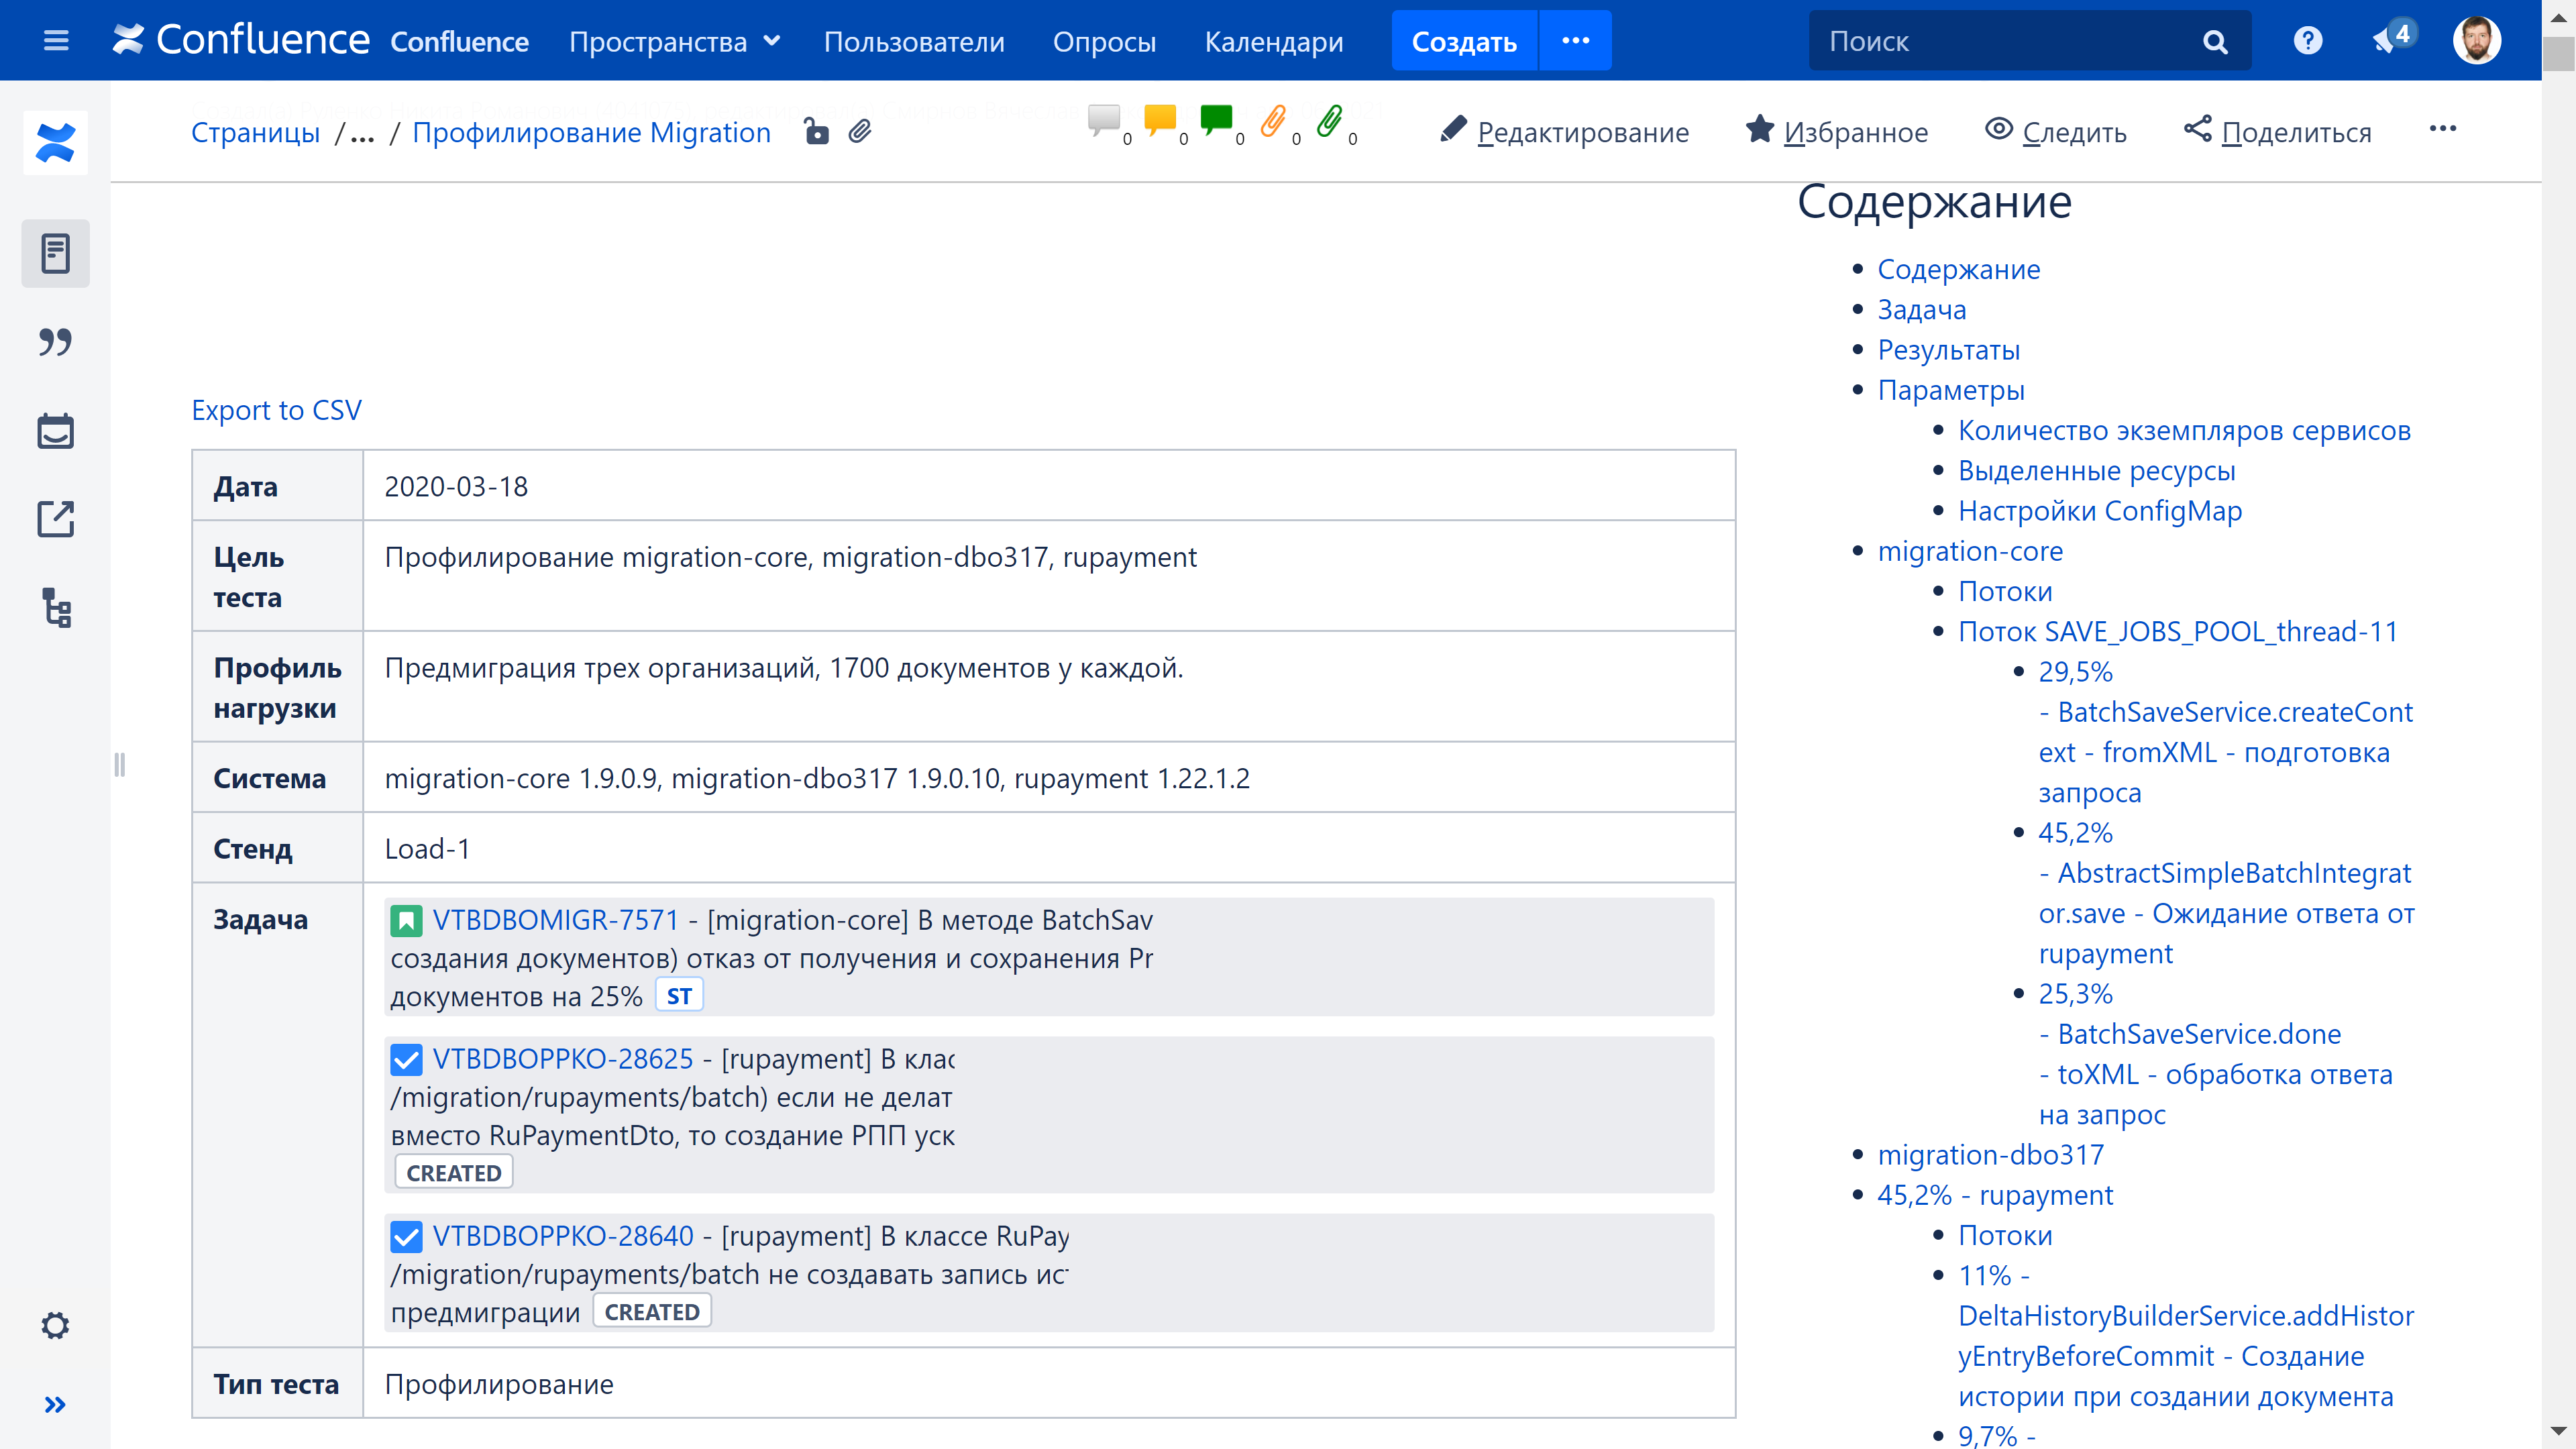 Confluence Confluence Пространства Пользователи Опросы Календари Создать ••• Поиск ? 4
Страницы / ... / Профилирование Migration 0 0 0 0 0 Редактирование Избранное Следить Поделиться •••
Export to CSV
Дата 2020-03-18
Цель теста Профилирование migration-core, migration-dbo317, rupayment
Профиль нагрузки Предмиграция трех организаций, 1700 документов у каждой.
Система migration-core 1.9.0.9, migration-dbo317 1.9.0.10, rupayment 1.22.1.2
Стенд Load-1
Задача VTBDBOMIGR-7571 - [migration-core] В методе BatchSav
создания документов) отказ от получения и сохранения Pr
документов на 25% ST
VTBDBOPPKO-28625 - [rupayment] В клас
/migration/rupayments/batch) если не делат
вместо RuPaymentDto, то создание РПП уск
CREATED
VTBDBOPPKO-28640 - [rupayment] В классе RuPay
/migration/rupayments/batch не создавать запись ист
предмиграции CREATED
Тип теста Профилирование
Содержание
Содержание
Задача
Результаты
Параметры
Количество экземпляров сервисов
Выделенные ресурсы
Настройки ConfigMap
migration-core
Потоки
Поток SAVE_JOBS_POOL_thread-11
29,5%
- BatchSaveService.createCont
ext - fromXML - подготовка
запроса
45,2%
- AbstractSimpleBatchIntegrat
or.save - Ожидание ответа от
rupayment
25,3%
- BatchSaveService.done
- toXML - обработка ответа
на запрос
migration-dbo317
45,2% - rupayment
Потоки
11% -
DeltaHistoryBuilderService.addHistor
yEntryBeforeCommit - Создание
истории при создании документа
9,7% -